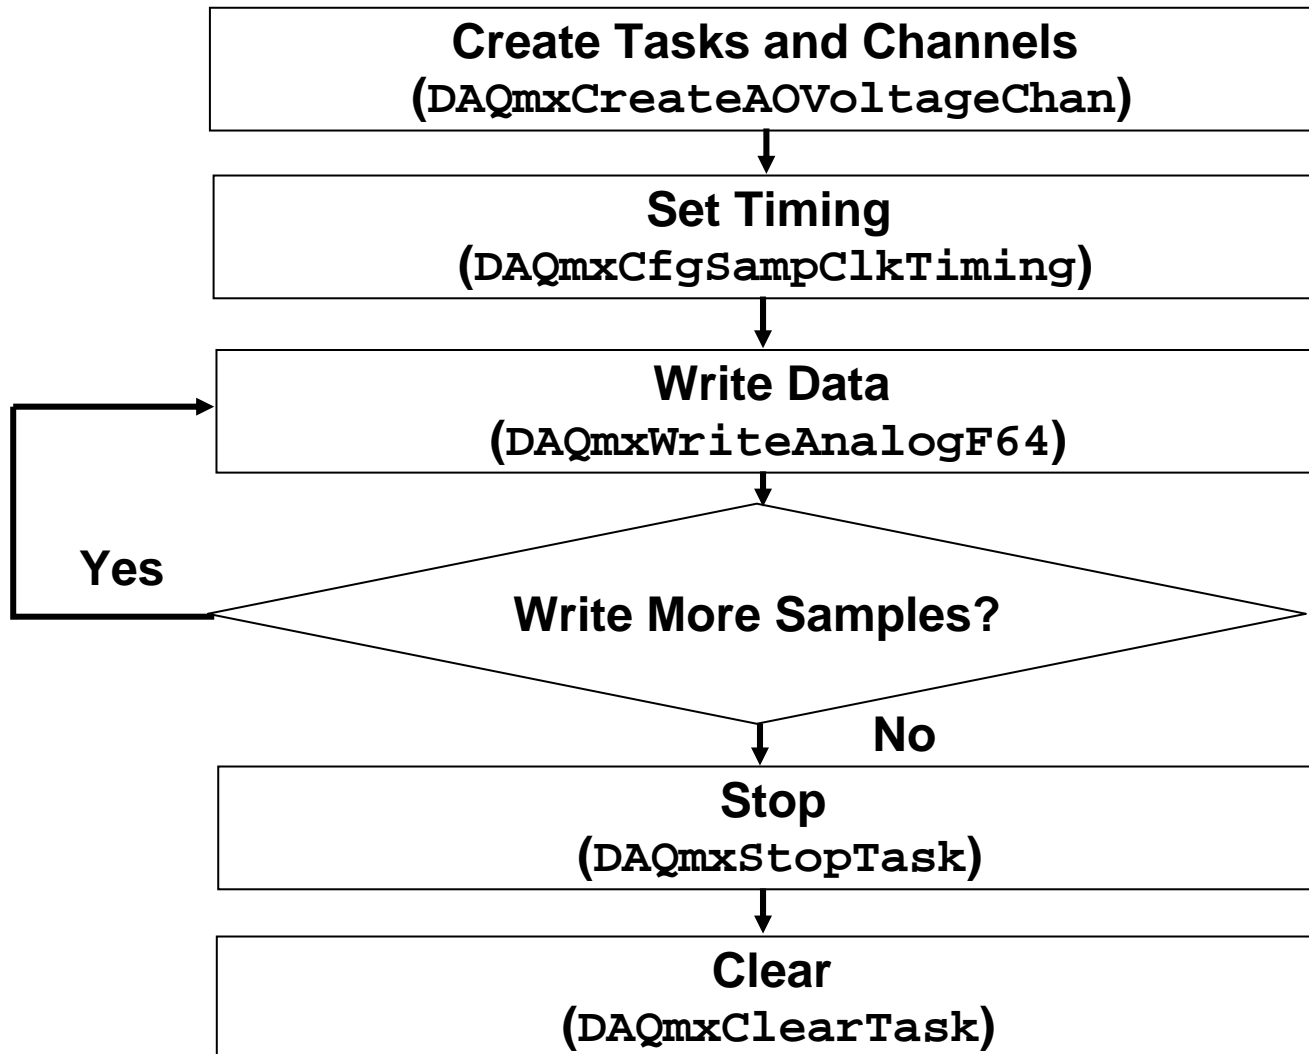 Create Tasks and Channels
(DAQmxCreateAOVoltageChan)
Set Timing
(DAQmxCfgSampClkTiming)
Write Data
(DAQmxWriteAnalogF64)
Yes
Write More Samples?
No
Stop
(DAQmxStopTask)
Clear
(DAQmxClearTask)